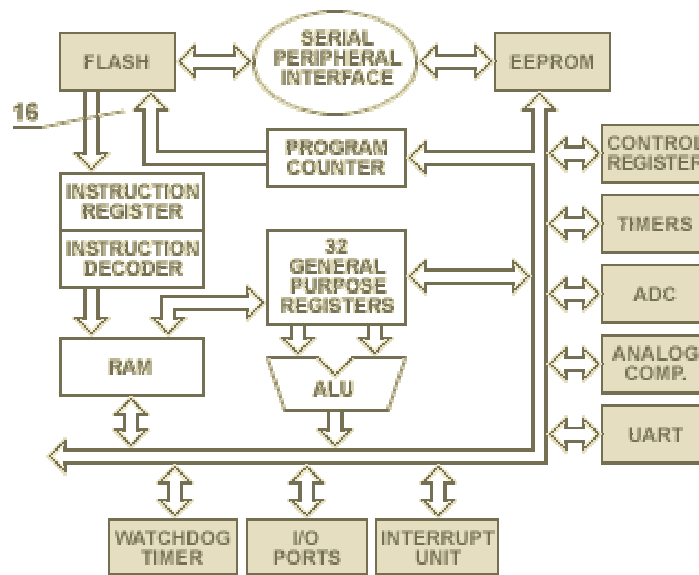 FLASH
SERIAL
PERIPHERAL
INTERFACE
EEPROM
16
PROGRAM
COUNTER
CONTROL
REGISTER
INSTRUCTION
REGISTER
TIMERS
INSTRUCTION
DECODER
32
GENERAL
PURPOSE
REGISTERS
ADC
RAM
ALU
ANALOG
COMP.
UART
WATCHDOG
TIMER
I/O
PORTS
INTERRUPT
UNIT